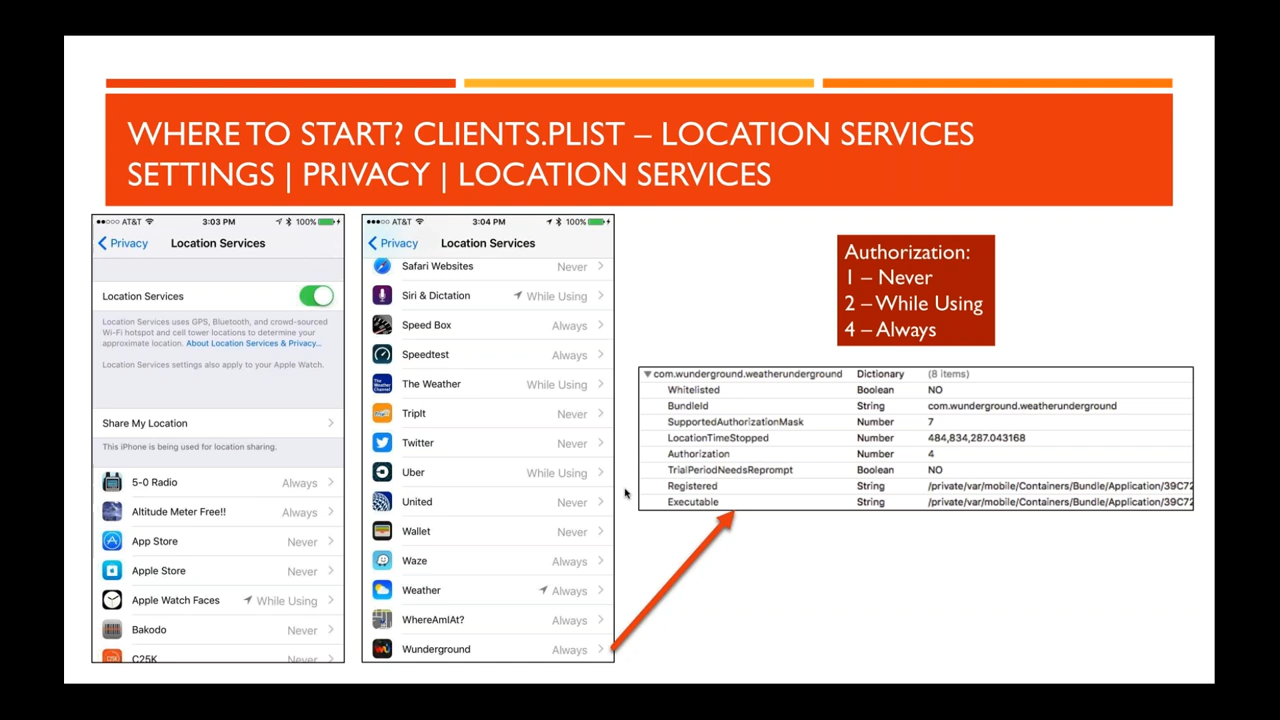 WHERE TO START? CLIENTS.PLIST – LOCATION SERVICES
SETTINGS | PRIVACY | LOCATION SERVICES
AT&T 3:03 PM 100%
Privacy Location Services
Location Services
Location Services uses GPS, Bluetooth, and crowd-sourced
Wi-Fi hotspot and cell tower locations to determine your
approximate location. About Location Services & Privacy...
Location Services settings also apply to your Apple Watch.
Share My Location
This iPhone is being used for location sharing.
5-0 Radio Always
Altitude Meter Free!! Always
App Store Never
Apple Store Never
Apple Watch Faces While Using
Bakodo Never
C25K Never
AT&T 3:04 PM 100%
Privacy Location Services
Safari Websites Never
Siri & Dictation While Using
Speed Box Always
Speedtest Always
The Weather While Using
TripIt Never
Twitter Never
Uber While Using
United Never
Wallet Never
Waze Always
Weather Always
WhereAmIAt? Always
Wunderground Always
Authorization:
1 – Never
2 – While Using
4 – Always
com.wunderground.weatherunderground Dictionary (8 items)
Whitelisted Boolean NO
BundleId String com.wunderground.weatherunderground
SupportedAuthorizationMask Number 7
LocationTimeStopped Number 484,834,287.043168
Authorization Number 4
TrialPeriodNeedsReprompt Boolean NO
Registered String /private/var/mobile/Containers/Bundle/Application/39C72
Executable String /private/var/mobile/Containers/Bundle/Application/39C72